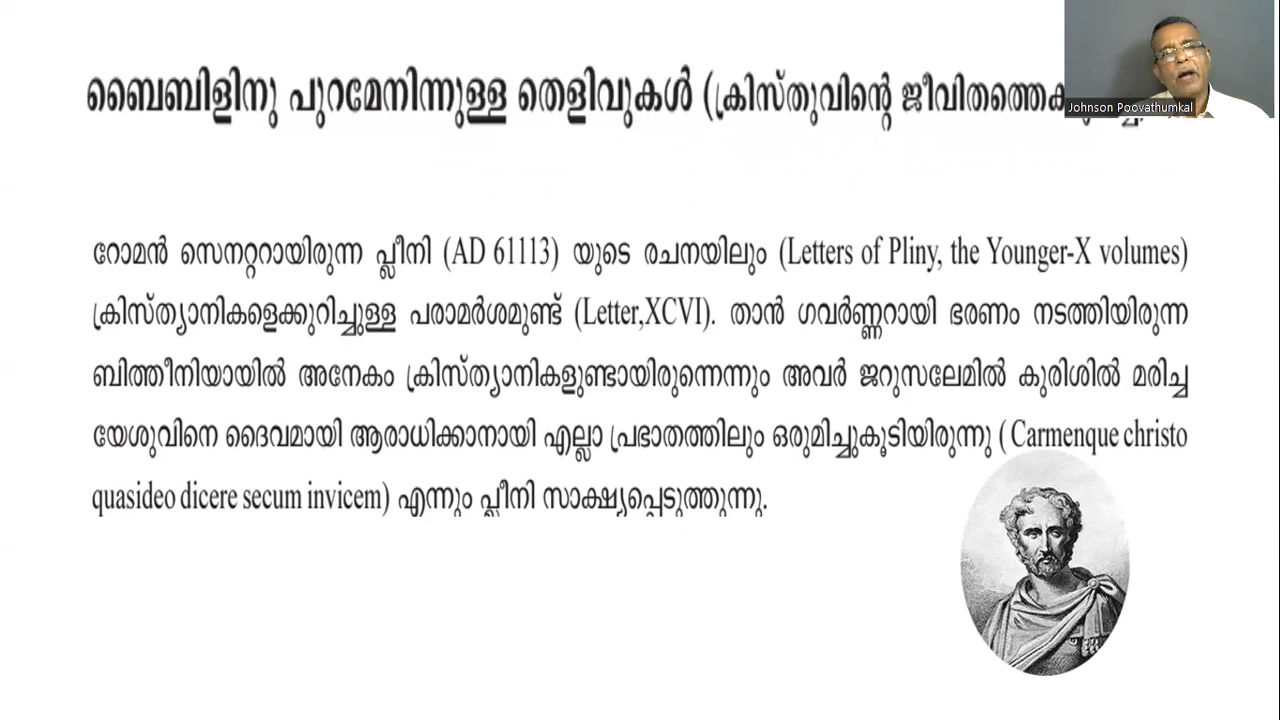 ബൈബിളിനു പുറമേനിന്നുള്ള തെളിവുകൾ (ക്രിസ്തുവിന്റെ
Johnson Poovathumkal
റോമൻ സെനറ്ററായിരുന്ന പ്ലീനി (AD 61113) യുടെ രചനയിലും (Letters of Pliny, the Younger-X volumes)
ക്രിസ്ത്യാനികളെക്കുറിച്ചുള്ള പരാമർശമുണ്ട് (Letter,XCVI). താൻ ഗവർണ്ണറായി ഭരണം നടത്തിയിരുന്ന
ബിത്തീനിയായിൽ അനേകം ക്രിസ്ത്യാനികളുണ്ടായിരുന്നെന്നും അവർ ജറുസലേമിൽ കുരിശിൽ മരിച്ച
യേശുവിനെ ദൈവമായി ആരാധിക്കാനായി എല്ലാ പ്രഭാതത്തിലും ഒരുമിച്ചുകൂടിയിരുന്നു ( Carmenque christo
quasideo dicere secum invicem) എന്നും പ്ലീനി സാക്ഷ്യപ്പെടുത്തുന്നു.